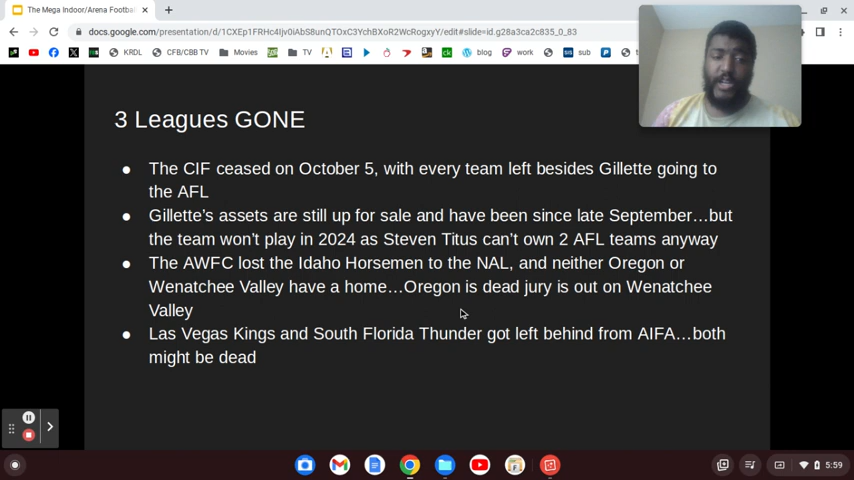 The Mega Indoor/Arena Footbal
docs.google.com/presentation/d/1CXEp1FRHc4Ijv0iAbS8unQTOxC3YchBXoR2WcRogxyY/edit#slide=id.g28a3ca2c835_0_83
KRDL CFB/CBB TV Movies TV blog work sub
3 Leagues GONE
● The CIF ceased on October 5, with every team left besides Gillette going to
the AFL
● Gillette's assets are still up for sale and have been since late September…but
the team won't play in 2024 as Steven Titus can't own 2 AFL teams anyway
● The AWFC lost the Idaho Horsemen to the NAL, and neither Oregon or
Wenatchee Valley have a home…Oregon is dead jury is out on Wenatchee
Valley
● Las Vegas Kings and South Florida Thunder got left behind from AIFA…both
might be dead
5:59